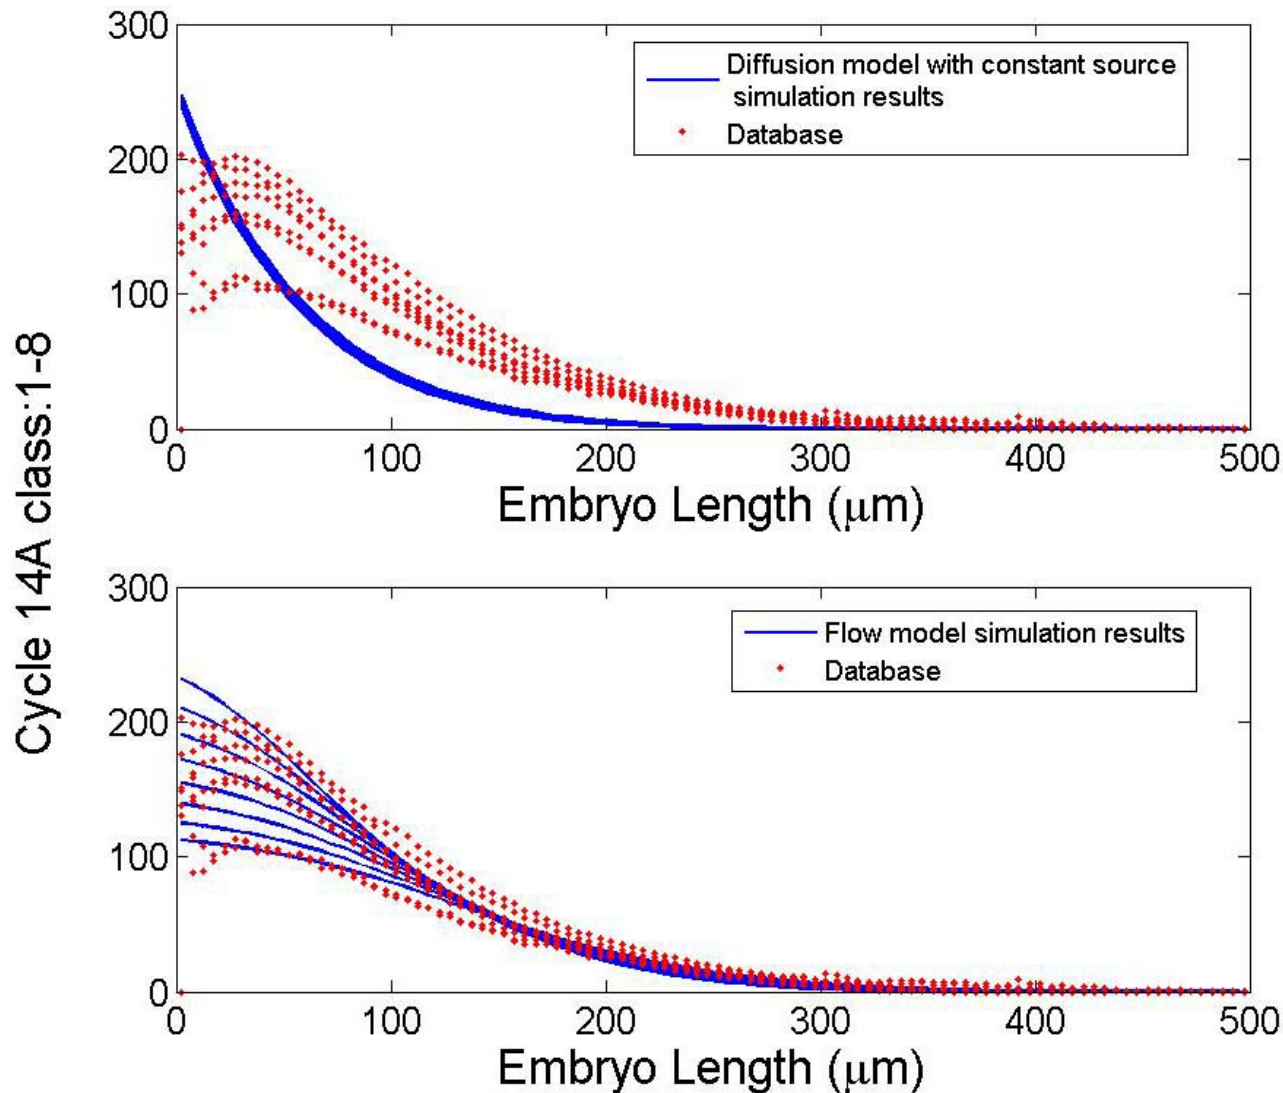 Cycle 14A class:1-8
300
200
100
0
Diffusion model with constant source
simulation results
Database
0 100 200 300 400 500
Embryo Length (μm)
300
200
100
0
Flow model simulation results
Database
0 100 200 300 400 500
Embryo Length (μm)